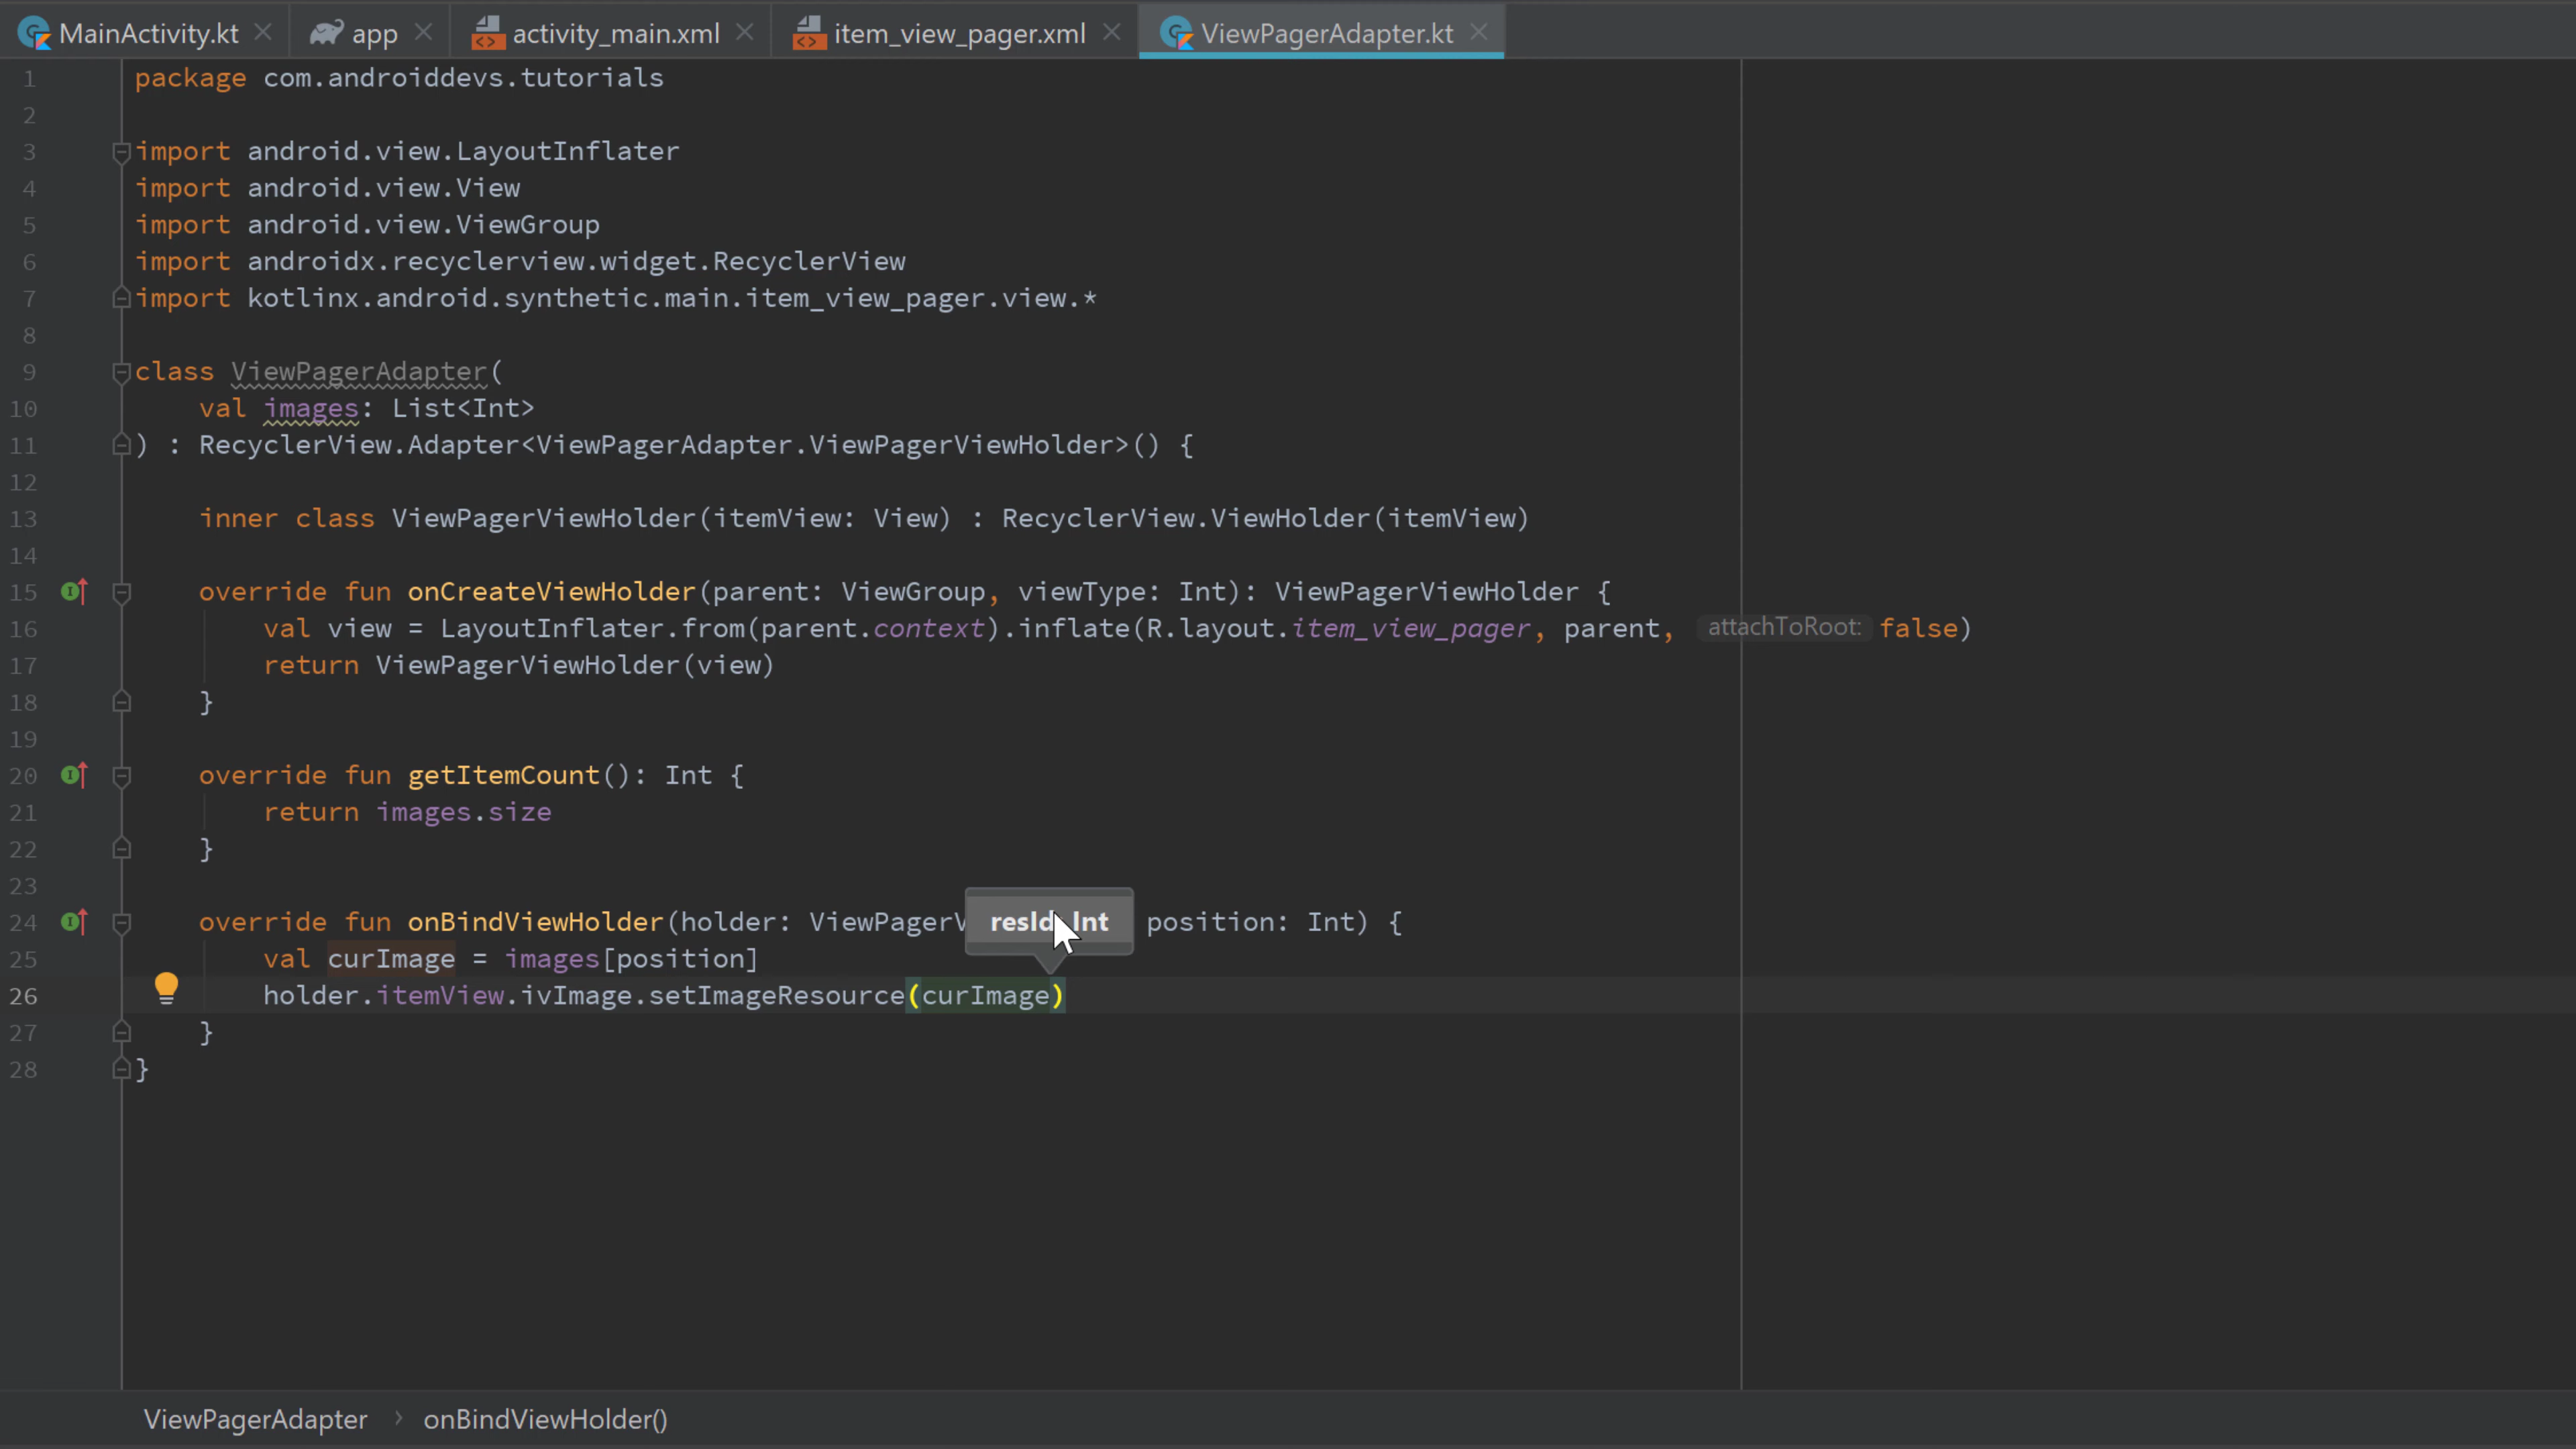 MainActivity.kt app activity_main.xml item_view_pager.xml ViewPagerAdapter.kt
1 package com.androiddevs.tutorials
2
3 import android.view.LayoutInflater
4 import android.view.View
5 import android.view.ViewGroup
6 import androidx.recyclerview.widget.RecyclerView
7 import kotlinx.android.synthetic.main.item_view_pager.view.*
8
9 class ViewPagerAdapter(
10 val images: List<Int>
11 ) : RecyclerView.Adapter<ViewPagerAdapter.ViewPagerViewHolder>() {
12
13 inner class ViewPagerViewHolder(itemView: View) : RecyclerView.ViewHolder(itemView)
14
15 override fun onCreateViewHolder(parent: ViewGroup, viewType: Int): ViewPagerViewHolder {
16 val view = LayoutInflater.from(parent.context).inflate(R.layout.item_view_pager, parent, attachToRoot: false)
17 return ViewPagerViewHolder(view)
18 }
19
20 override fun getItemCount(): Int {
21 return images.size
22 }
23
24 override fun onBindViewHolder(holder: ViewPagerV position: Int) {
resId: Int
25 val curImage = images[position]
26 holder.itemView.ivImage.setImageResource(curImage)
27 }
28 }
ViewPagerAdapter › onBindViewHolder()